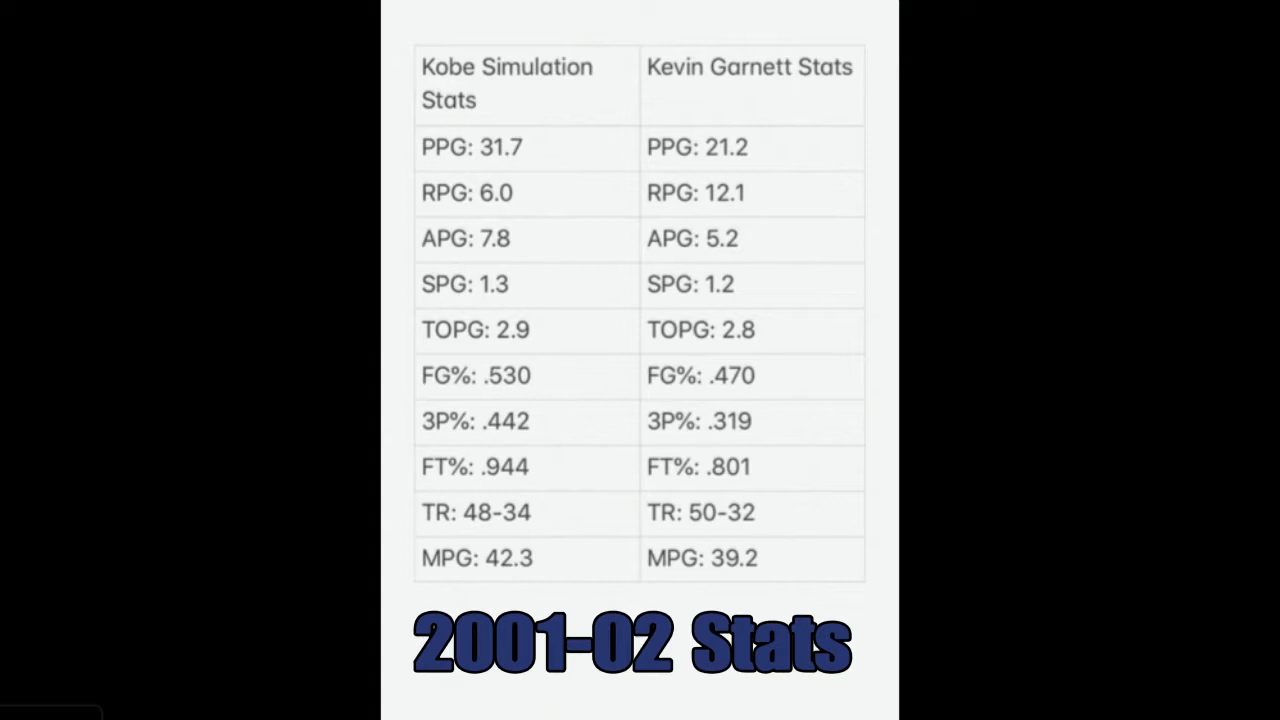 Kobe Simulation Kevin Garnett Stats
Stats
PPG: 31.7 PPG: 21.2
RPG: 6.0 RPG: 12.1
APG: 7.8 APG: 5.2
SPG: 1.3 SPG: 1.2
TOPG: 2.9 TOPG: 2.8
FG%: .530 FG%: .470
3P%: .442 3P%: .319
FT%: .944 FT%: .801
TR: 48-34 TR: 50-32
MPG: 42.3 MPG: 39.2
2001-02 Stats